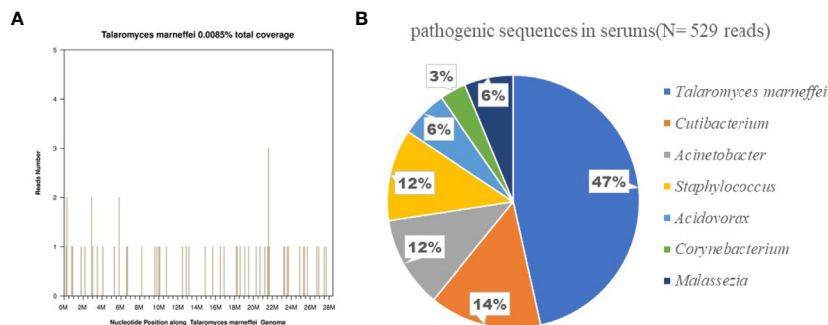 A
Talaromyces marneffei 0.0085% total coverage
5
4
3
2
1
0
Reads Number
0M 2M 4M 6M 8M 10M 12M 14M 16M 18M 20M 22M 24M 26M 28M
Nucleotide Position along Talaromyces marneffei Genome
B
pathogenic sequences in serums(N= 529 reads)
3%
6%
6%
12%
12%
14%
47%
Talaromyces marneffei
Cutibacterium
Acinetobacter
Staphylococcus
Acidovorax
Corynebacterium
Malassezia